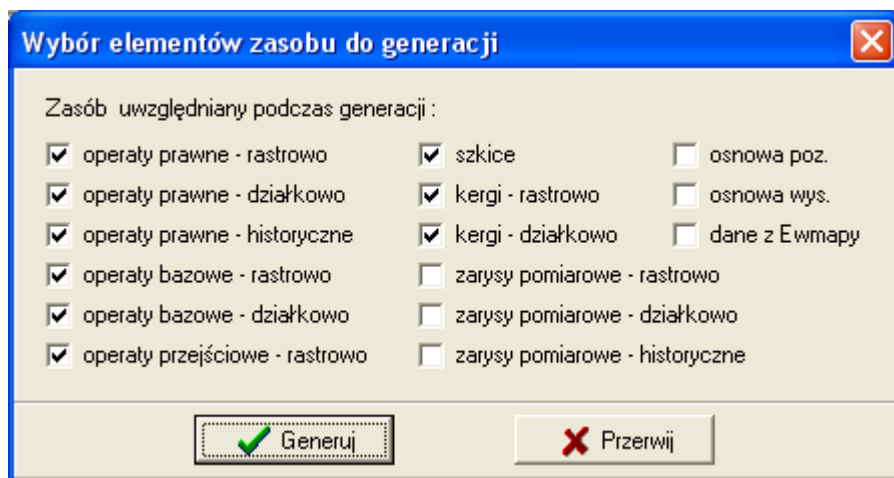 Wybór elementów zasobu do generacji
Zasób uwzględniany podczas generacji :
operaty prawne - rastrowo
operaty prawne - działkowo
operaty prawne - historyczne
operaty bazowe - rastrowo
operaty bazowe - działkowo
operaty przejściowe - rastrowo
szkice
kergi - rastrowo
kergi - działkowo
zarysy pomiarowe - rastrowo
zarysy pomiarowe - działkowo
zarysy pomiarowe - historyczne
osnowa poz.
osnowa wys.
dane z Ewmapy
Generuj
Przerwij